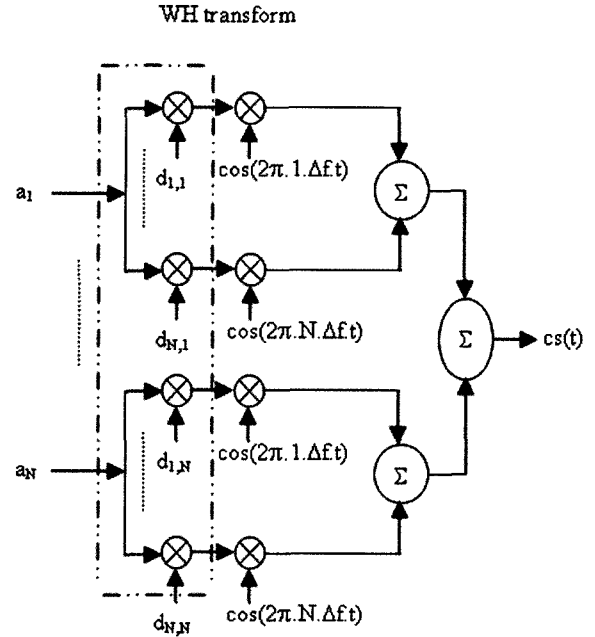 WH transform
a1
d1,1
cos(2π.1.Δf.t)
Σ
dN,1
cos(2π.N.Δf.t)
Σ
cs(t)
aN
d1,N
cos(2π.1.Δf.t)
Σ
dN,N
cos(2π.N.Δf.t)